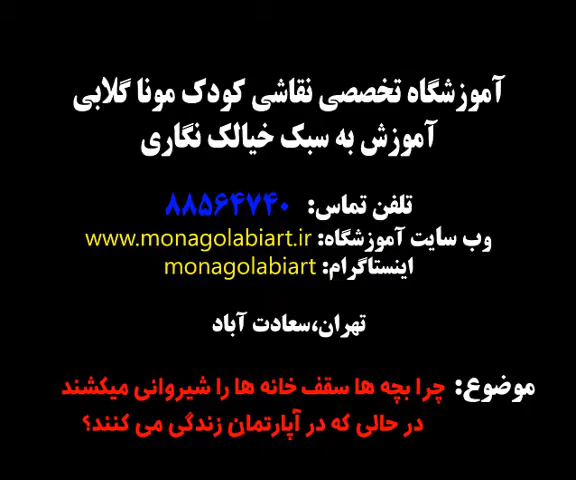 آموزشگاه تخصصی نقاشی کودک مونا گلابی
آموزش به سبک خیالک نگاری
تلفن تماس: ۸۸۵۶۴۷۴۰
وب سایت آموزشگاه: www.monagolabiart.ir
اینستاگرام: monagolabiart
تهران،سعادت آباد
موضوع: چرا بچه ها سقف خانه ها را شیروانی میکشند
در حالی که در آپارتمان زندگی می کنند؟